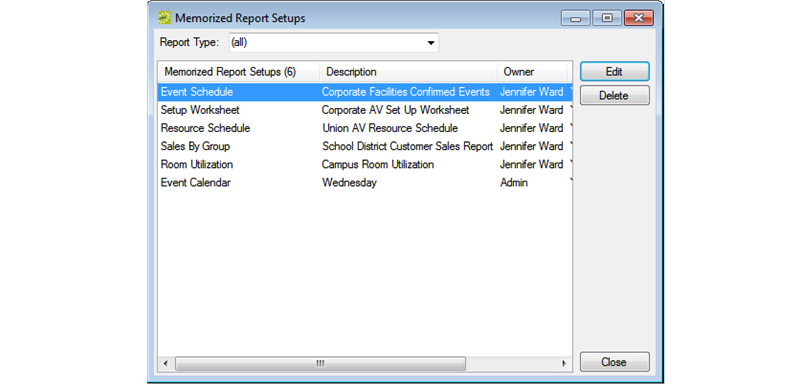 Memorized Report Setups
Report Type: (all)
Memorized Report Setups (6) Description Owner
Edit
Event Schedule Corporate Facilities Confirmed Events Jennifer Ward
Delete
Setup Worksheet Corporate AV Set Up Worksheet Jennifer Ward
Resource Schedule Union AV Resource Schedule Jennifer Ward
Sales By Group School District Customer Sales Report Jennifer Ward
Room Utilization Campus Room Utilization Jennifer Ward
Event Calendar Wednesday Admin
Close